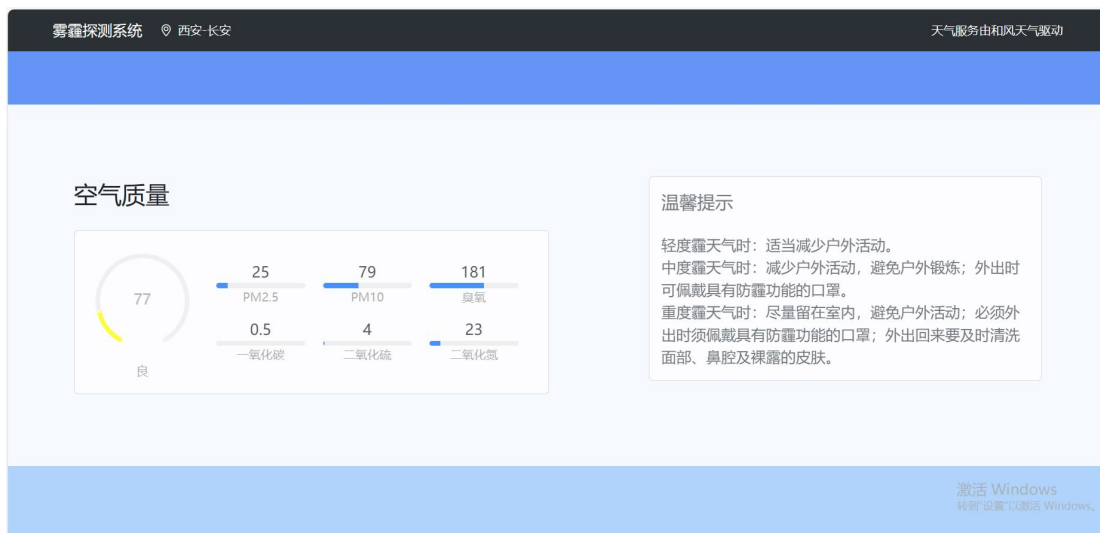 雾霾探测系统 西安-长安 天气服务由和风天气驱动
空气质量
77
良
25 79 181
PM2.5 PM10 臭氧
0.5 4 23
一氧化碳 二氧化硫 二氧化氮
温馨提示
轻度霾天气时：适当减少户外活动。
中度霾天气时：减少户外活动，避免户外锻炼；外出时
可佩戴具有防霾功能的口罩。
重度霾天气时：尽量留在室内，避免户外活动；必须外
出时须佩戴具有防霾功能的口罩；外出回来要及时清洗
面部、鼻腔及裸露的皮肤。
激活 Windows
转到"设置"以激活 Windows。